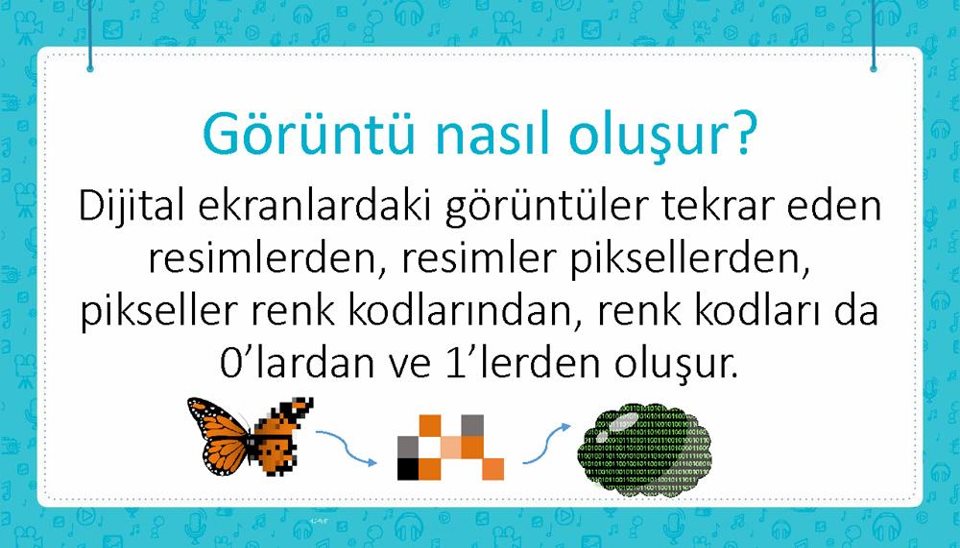 Görüntü nasıl oluşur?
Dijital ekranlardaki görüntüler tekrar eden
resimlerden, resimler piksellerden,
pikseller renk kodlarından, renk kodları da
0’lardan ve 1’lerden oluşur.